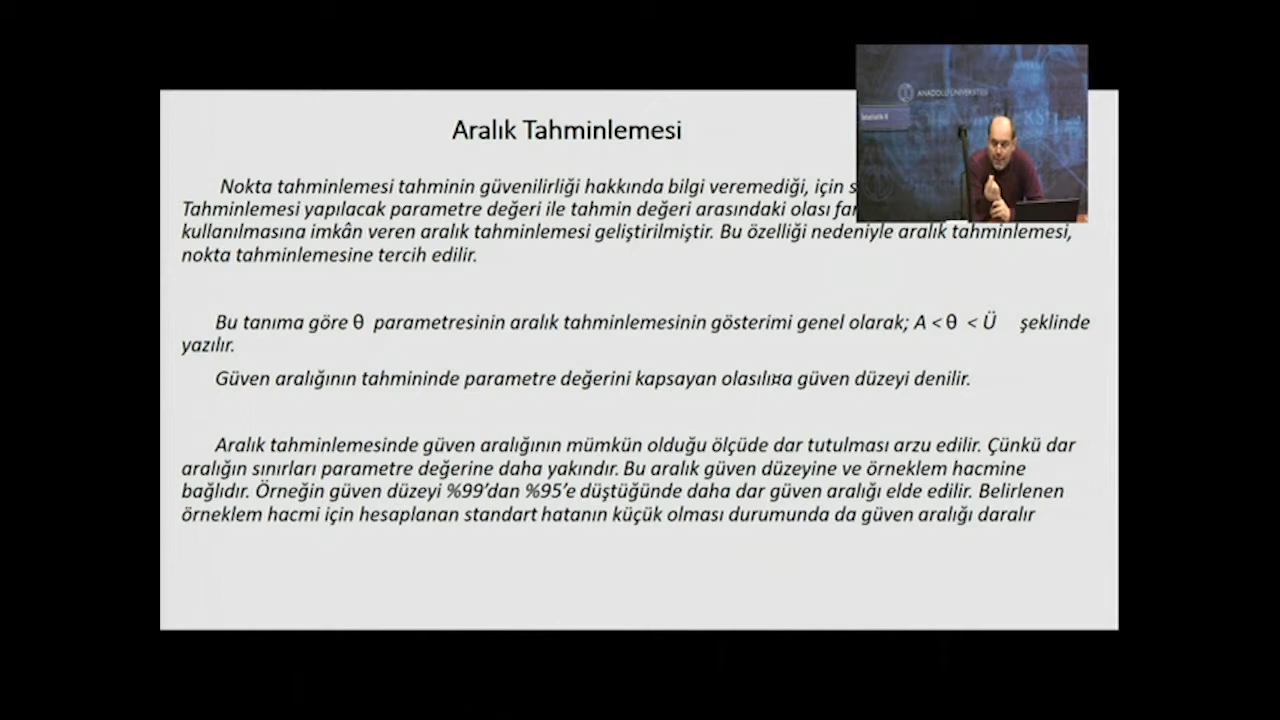 Aralık Tahminlemesi
ANADOLU ÜNİVERSİTESİ
Nokta tahminlemesi tahminin güvenilirliği hakkında bilgi veremediği, için
Tahminlemesi yapılacak parametre değeri ile tahmin değeri arasındaki olası
kullanılmasına imkân veren aralık tahminlemesi geliştirilmiştir. Bu özelliği nedeniyle aralık tahminlemesi,
nokta tahminlemesine tercih edilir.
Bu tanıma göre θ parametresinin aralık tahminlemesinin gösterimi genel olarak; A < θ < Ü şeklinde
yazılır.
Güven aralığının tahmininde parametre değerini kapsayan güven düzeyi denilir.
Aralık tahminlemesinde güven aralığının mümkün olduğu ölçüde dar tutulması arzu edilir. Çünkü dar
aralığın sınırları parametre değerine daha yakındır. Bu aralık güven düzeyine ve örneklem hacmine
bağlıdır. Örneğin güven düzeyi %99’dan %95’e düştüğünde daha dar güven aralığı elde edilir. Belirlenen
örneklem hacmi için hesaplanan standart hatanın küçük olması durumunda da güven aralığı daralır